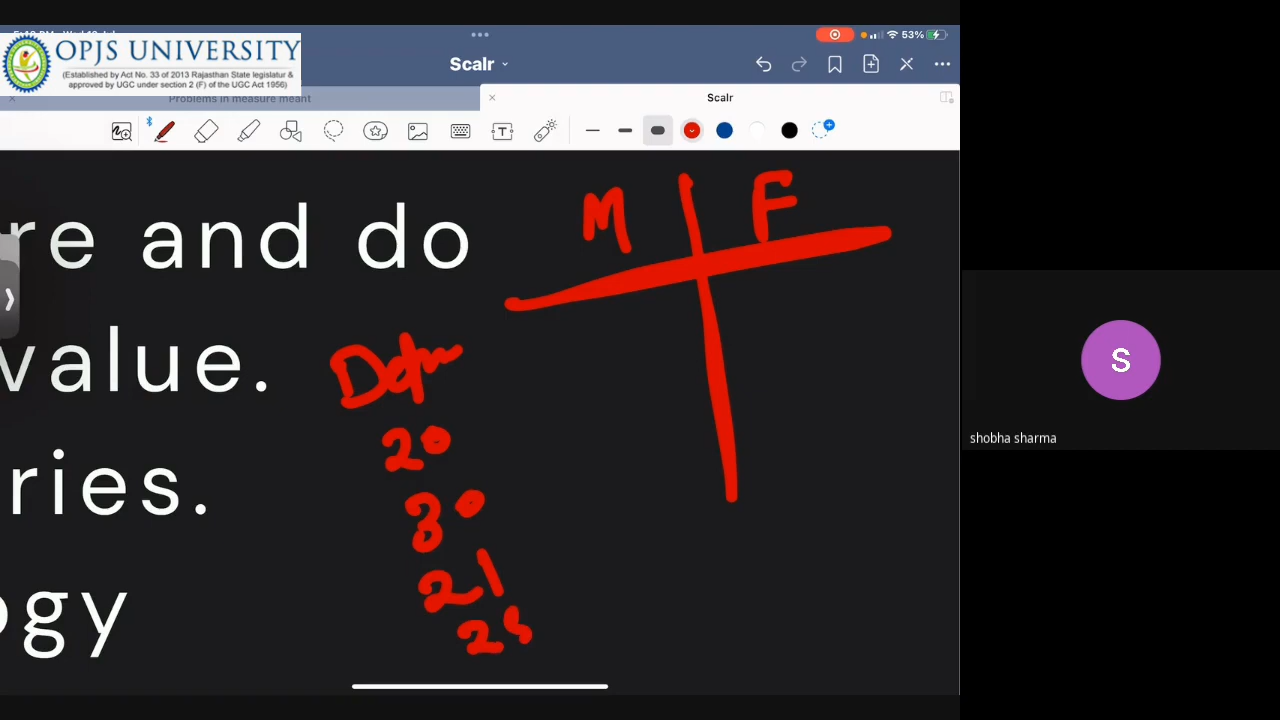 53%
OPJS UNIVERSITY
(Established by Act No. 33 of 2013 Rajasthan State legislatur &
approved by UGC under section 2 (F) of the UGC Act 1956)
Scalr
Problems in measure meant
Scalr
re and do
value.
ries.
ogy
M F
20
30
21
25
S
shobha sharma